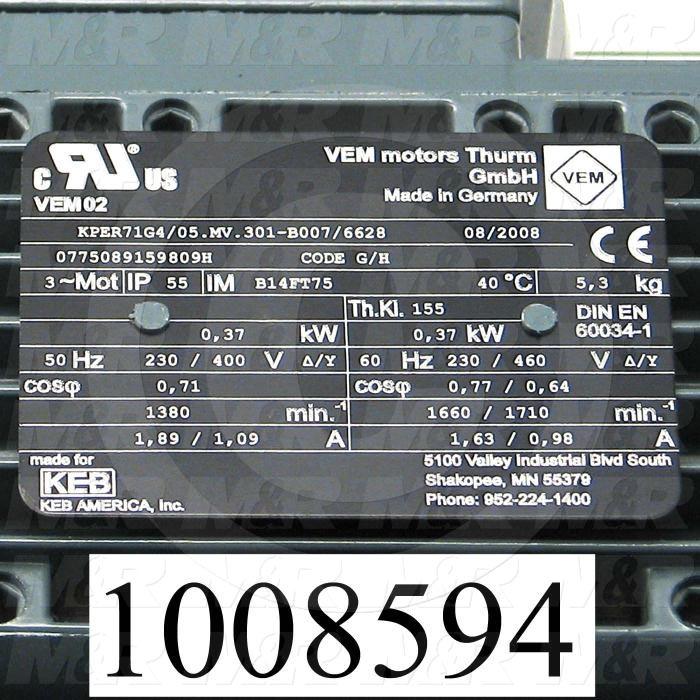 c RU US
VEM02
VEM motors Thurm
GmbH
Made in Germany
VEM
KPER71G4/05.MV.301-B007/6628 08/2008
CE
0775089159809H CODE G/H
3~Mot IP 55 IM B14FT75 40 °C 5,3 kg
Th.Kl. 155
DIN EN
60034-1
0,37 kW 0,37 kW
50 Hz 230 / 400 V Δ/Y 60 Hz 230 / 460 V Δ/Y
cosφ 0,71 cosφ 0,77 / 0,64
1380 min.-1 1660 / 1710 min.-1
1,89 / 1,09 A 1,63 / 0,98 A
made for
KEB
KEB AMERICA, Inc.
5100 Valley Industrial Blvd South
Shakopee, MN 55379
Phone: 952-224-1400
1008594
M&R